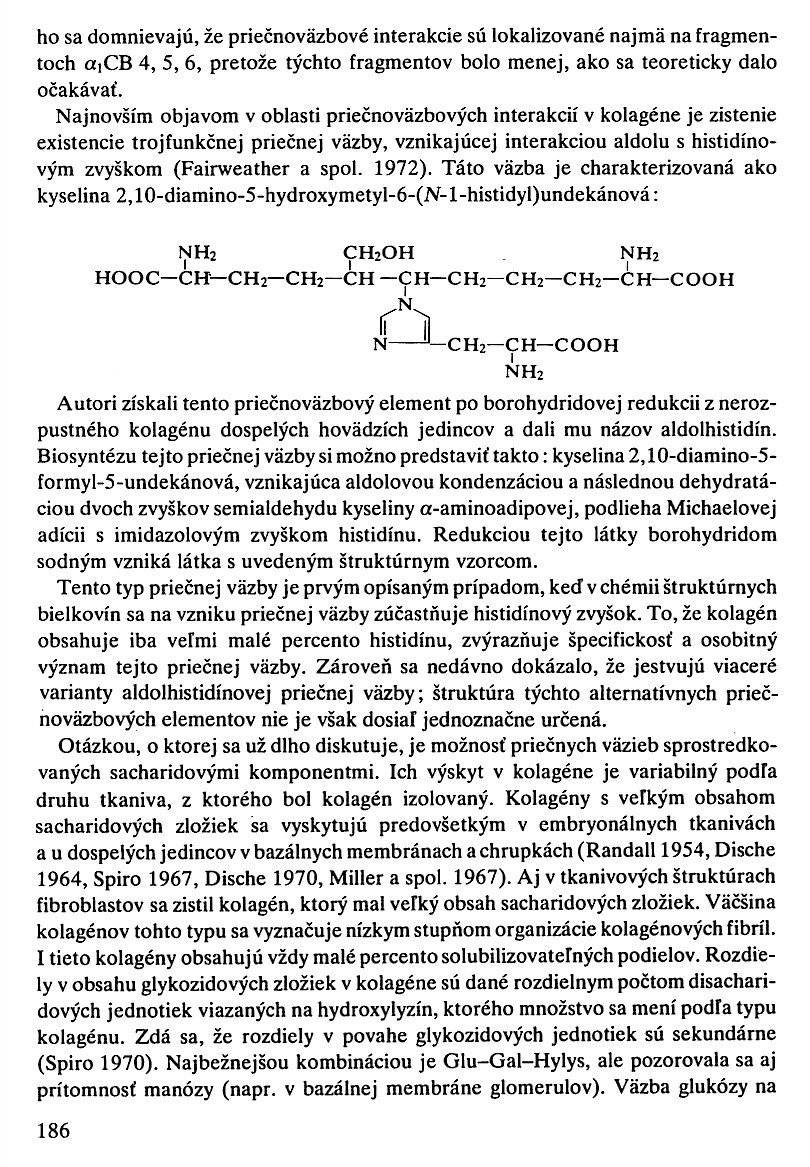 ho sa domnievajú, že priečnoväzbové interakcie sú lokalizované najmä na fragmen-
toch α₁CB 4, 5, 6, pretože týchto fragmentov bolo menej, ako sa teoreticky dalo
očakávať.
Najnovším objavom v oblasti priečnoväzbových interakcií v kolagéne je zistenie
existencie trojfunkčnej priečnej väzby, vznikajúcej interakciou aldolu s histidíno-
vým zvyškom (Fairweather a spol. 1972). Táto väzba je charakterizovaná ako
kyselina 2,10-diamino-5-hydroxymetyl-6-(N-1-histidyl)undekánová:
NH₂ CH₂OH NH₂
HOOC—CH—CH₂—CH₂—CH—CH—CH₂—CH₂—CH₂—CH—COOH
N
N CH₂—CH—COOH
NH₂
Autori získali tento priečnoväzbový element po borohydridovej redukcii z neroz-
pustného kolagénu dospelých hovädzích jedincov a dali mu názov aldolhistidín.
Biosyntézu tejto priečnej väzby si možno predstaviť takto: kyselina 2,10-diamino-5-
formyl-5-undekánová, vznikajúca aldolovou kondenzáciou a následnou dehydratá-
ciou dvoch zvyškov semialdehydu kyseliny α-aminoadipovej, podlieha Michaelovej
adícii s imidazolovým zvyškom histidínu. Redukciou tejto látky borohydridom
sodným vzniká látka s uvedeným štruktúrnym vzorcom.
Tento typ priečnej väzby je prvým opísaným prípadom, keď v chémii štruktúrnych
bielkovín sa na vzniku priečnej väzby zúčastňuje histidínový zvyšok. To, že kolagén
obsahuje iba veľmi malé percento histidínu, zvýrazňuje špecifickosť a osobitný
význam tejto priečnej väzby. Zároveň sa nedávno dokázalo, že jestvujú viaceré
varianty aldolhistidínovej priečnej väzby; štruktúra týchto alternatívnych prieč-
noväzbových elementov nie je však dosiaľ jednoznačne určená.
Otázkou, o ktorej sa už dlho diskutuje, je možnosť priečnych väzieb sprostredko-
vaných sacharidovými komponentmi. Ich výskyt v kolagéne je variabilný podľa
druhu tkaniva, z ktorého bol kolagén izolovaný. Kolagény s veľkým obsahom
sacharidových zložiek sa vyskytujú predovšetkým v embryonálnych tkanivách
a u dospelých jedincov v bazálnych membránach a chrupkách (Randall 1954, Dische
1964, Spiro 1967, Dische 1970, Miller a spol. 1967). Aj v tkanivových štruktúrach
fibroblastov sa zistil kolagén, ktorý mal veľký obsah sacharidových zložiek. Väčšina
kolagénov tohto typu sa vyznačuje nízkym stupňom organizácie kolagénových fibríl.
I tieto kolagény obsahujú vždy malé percento solubilizovateľných podielov. Rozdie-
ly v obsahu glykozidových zložiek v kolagéne sú dané rozdielnym počtom disachari-
dových jednotiek viazaných na hydroxylyzín, ktorého množstvo sa mení podľa typu
kolagénu. Zdá sa, že rozdiely v povahe glykozidových jednotiek sú sekundárne
(Spiro 1970). Najbežnejšou kombináciou je Glu–Gal–Hylys, ale pozorovala sa aj
prítomnosť manózy (napr. v bazálnej membráne glomerulov). Väzba glukózy na
186